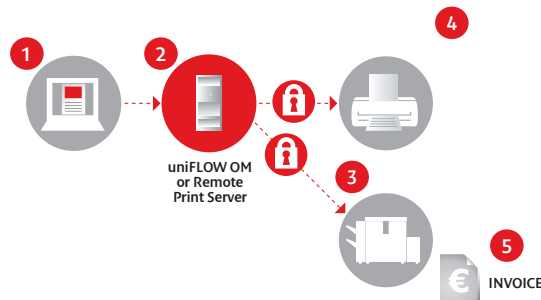 1
2
4
uniFLOW OM
or Remote
Print Server
3
5
€
INVOICE